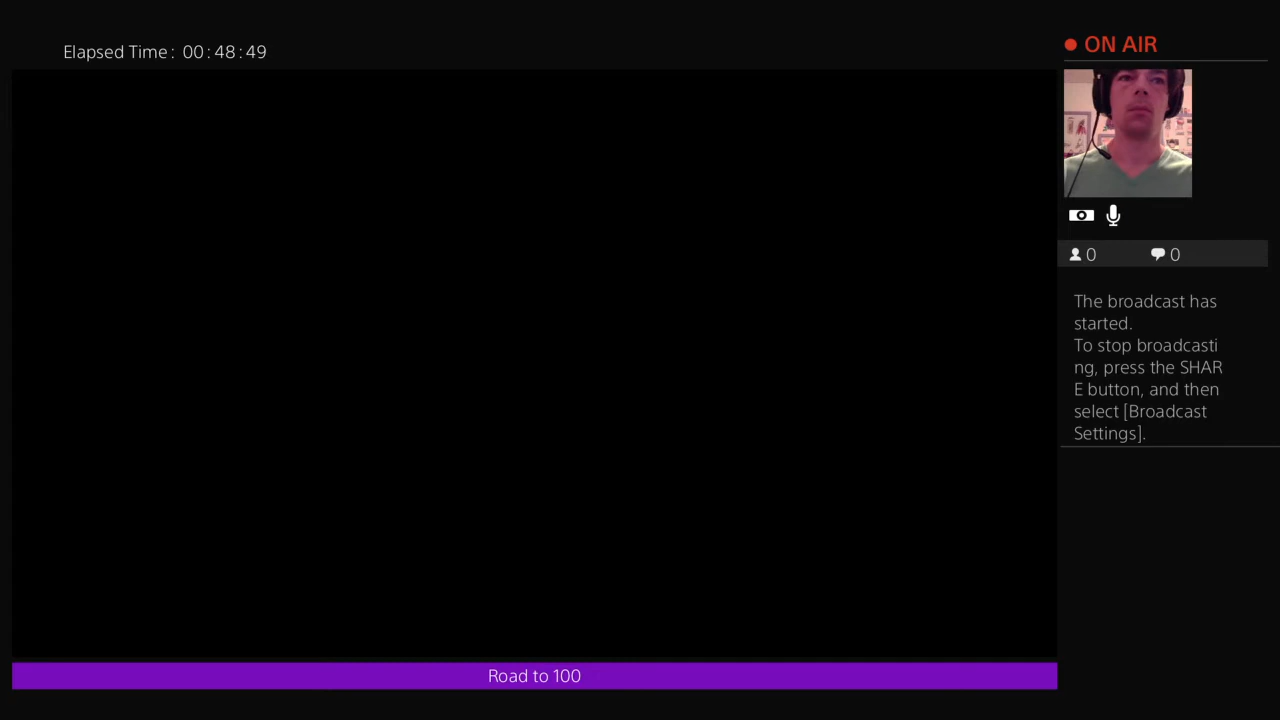 Elapsed Time: 00:48:49
ON AIR
0 0
The broadcast has
started.
To stop broadcasti
ng, press the SHAR
E button, and then
select [Broadcast
Settings].
Road to 100